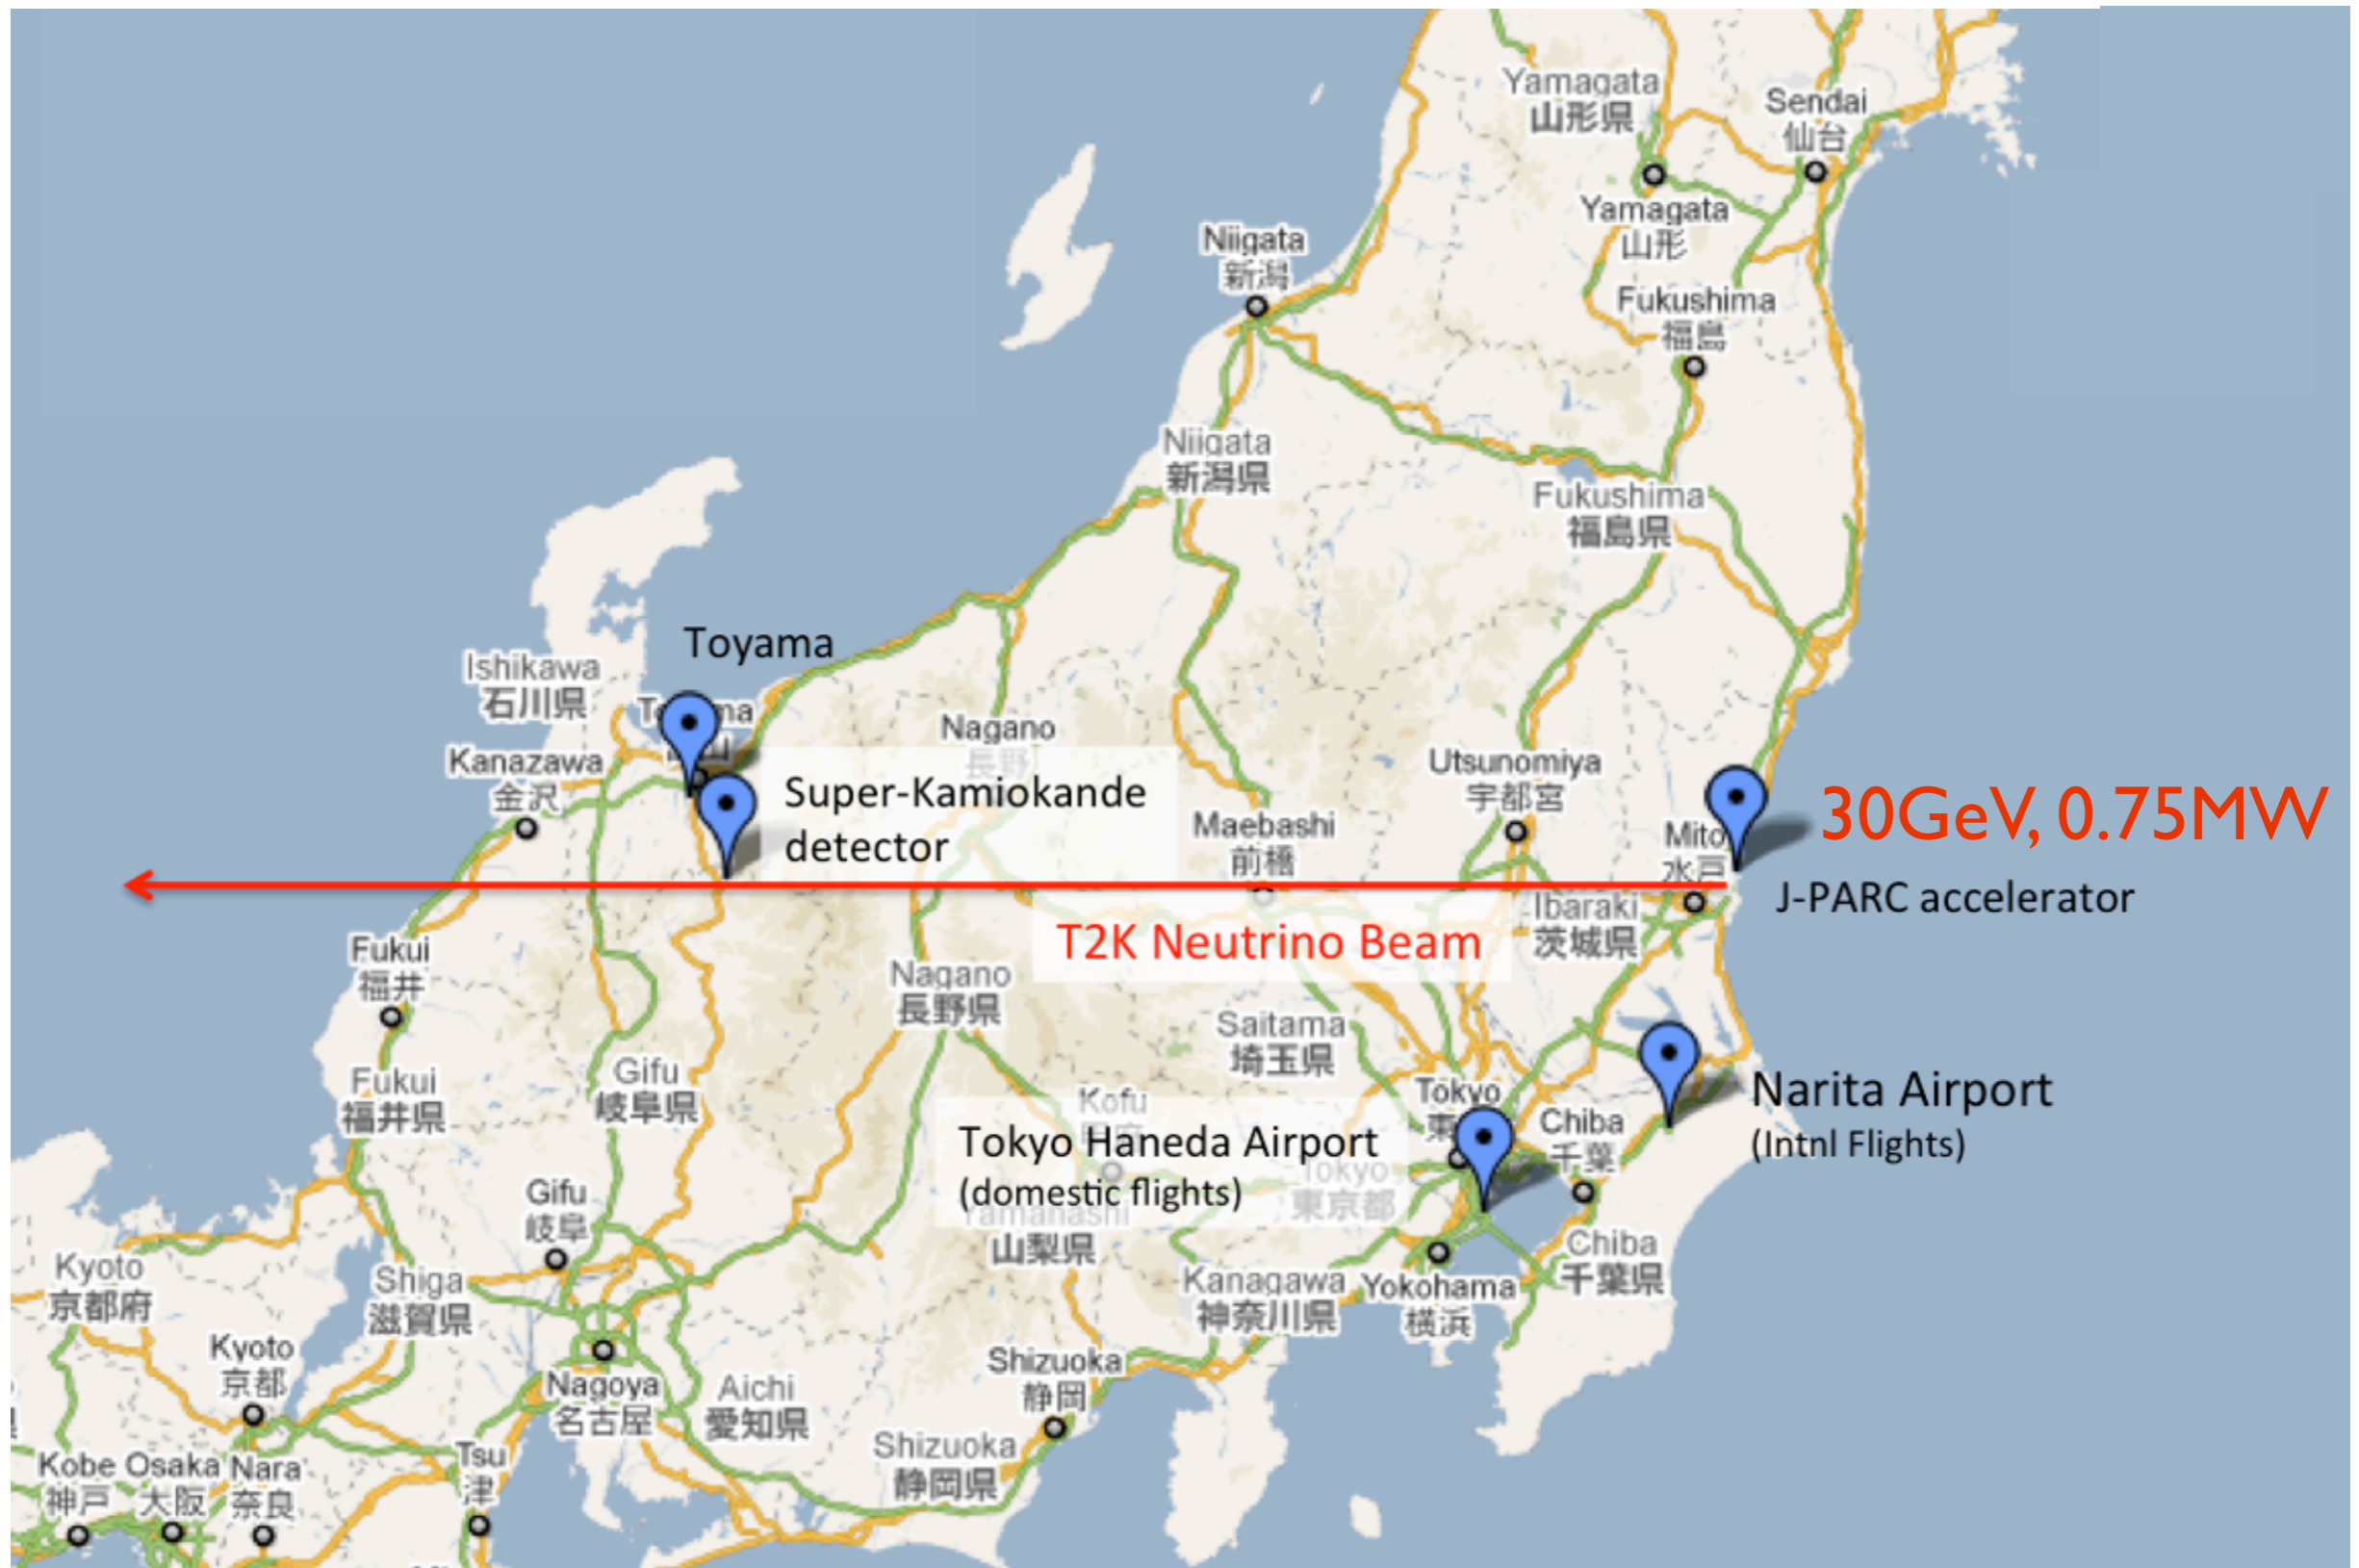 Yamagata
山形県
Sendai
仙台
Yamagata
山形
Niigata
新潟
Fukushima
福島
Niigata
新潟県
Fukushima
福島県
Toyama
Ishikawa
石川県
Nagano
長野
Kanazawa
金沢
Super-Kamiokande
detector
Utsunomiya
宇都宮
Maebashi
前橋
Mito
水戸
30GeV, 0.75MW
J-PARC accelerator
Ibaraki
茨城県
T2K Neutrino Beam
Fukui
福井
Nagano
長野県
Saitama
埼玉県
Fukui
福井県
Gifu
岐阜県
Kofu
Tokyo
Chiba
千葉
Narita Airport
(Intnl Flights)
Tokyo Haneda Airport
(domestic flights)
Tokyo
東京都
Yamanashi
山梨県
Gifu
岐阜
Chiba
千葉県
Kyoto
京都府
Shiga
滋賀県
Kanagawa
神奈川県
Yokohama
横浜
Kyoto
京都
Nagoya
名古屋
Aichi
愛知県
Shizuoka
静岡
Shizuoka
静岡県
Kobe Osaka Nara
神戸 大阪 奈良
Tsu
津